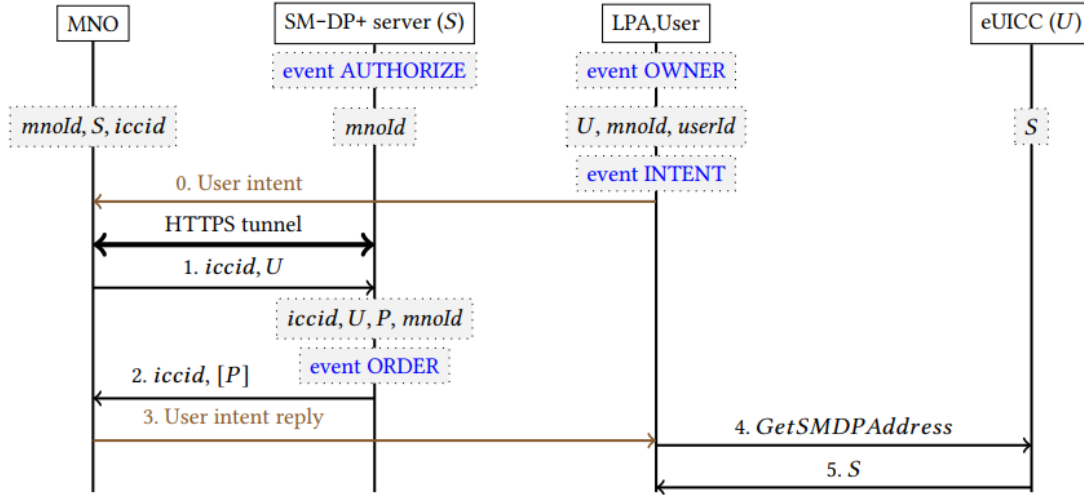 MNO
SM-DP+ server (S)
LPA,User
eUICC (U)
event AUTHORIZE
event OWNER
mnoId, S, iccid
mnoId
U, mnoId, userId
S
event INTENT
0. User intent
HTTPS tunnel
1. iccid, U
iccid, U, P, mnoId
event ORDER
2. iccid, [P]
3. User intent reply
4. GetSMDPAddress
5. S